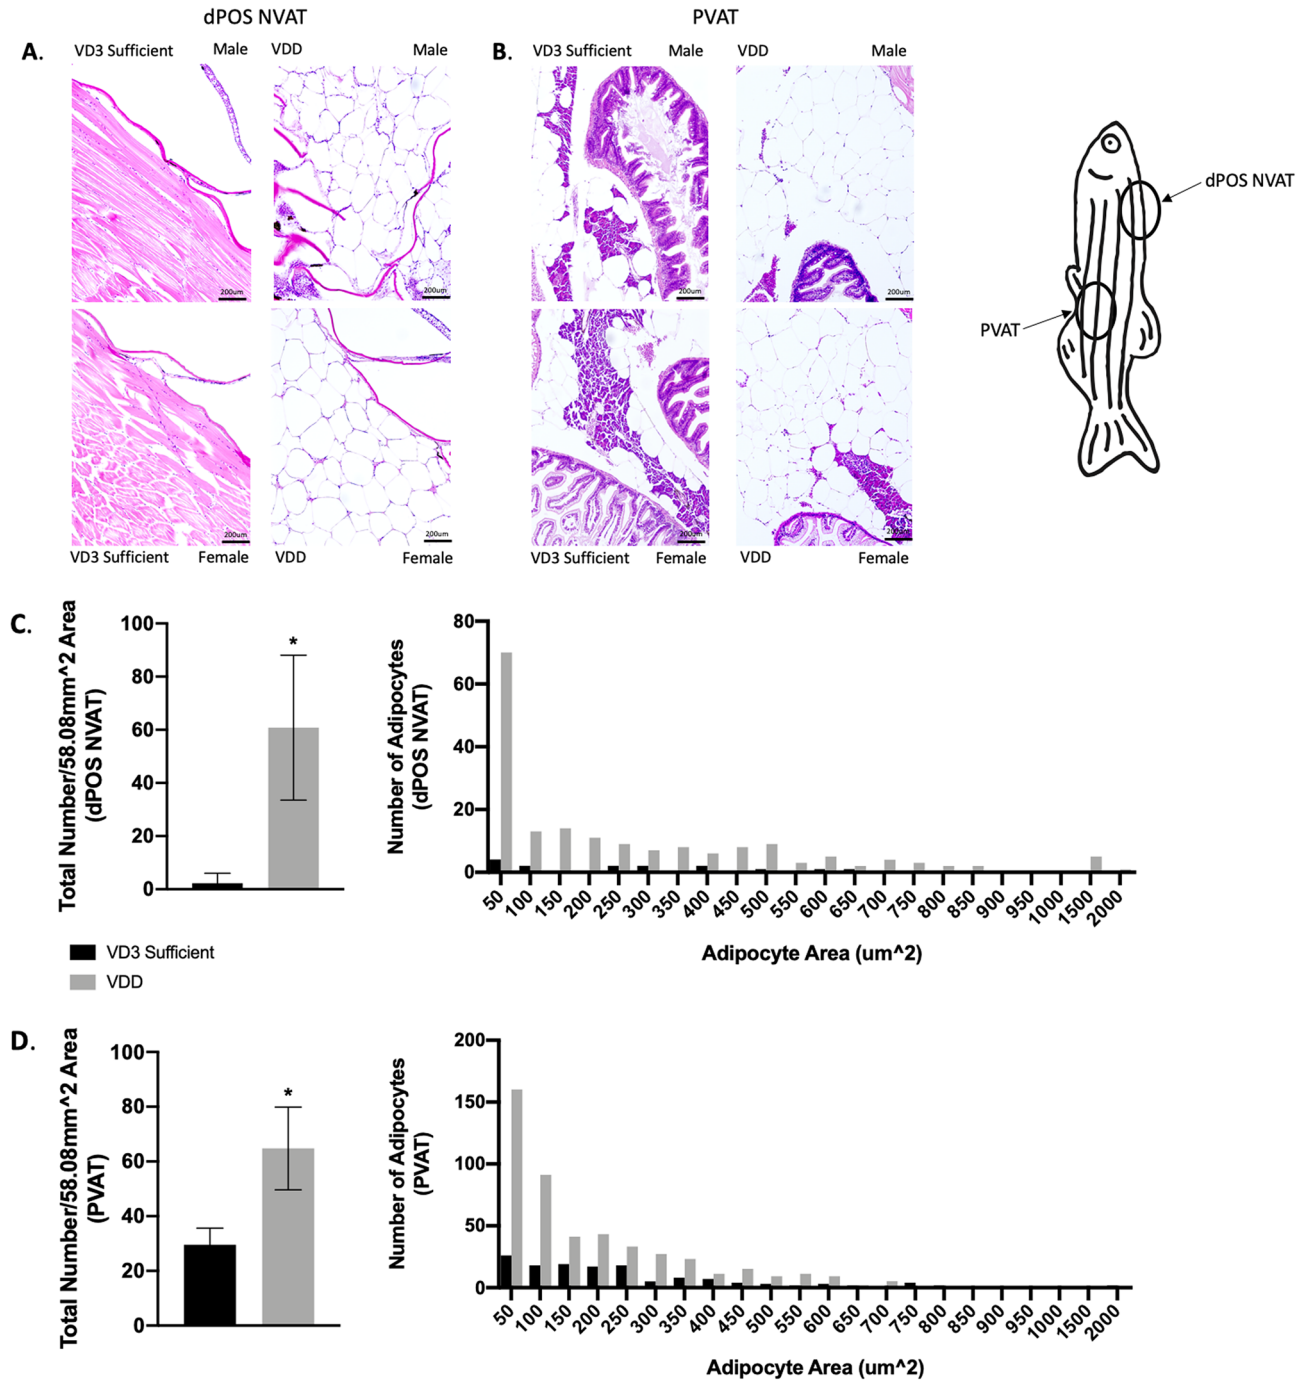 dPOS NVAT
PVAT
A.
VD3 Sufficient
Male
VDD
Male
B.
VD3 Sufficient
Male
VDD
Male
200um
200um
200um
200um
dPOS NVAT
PVAT
200um
200um
200um
200um
VD3 Sufficient
Female
VDD
Female
VD3 Sufficient
Female
VDD
Female
C.
Total Number/58.08mm^2 Area
(dPOS NVAT)
100
80
60
40
20
0
*
Number of Adipocytes
(dPOS NVAT)
80
60
40
20
0
50 100 150 200 250 300 350 400 450 500 550 600 650 700 750 800 850 900 950 1000 1500 2000
Adipocyte Area (um^2)
VD3 Sufficient
VDD
D.
Total Number/58.08mm^2 Area
(PVAT)
100
80
60
40
20
0
*
Number of Adipocytes
(PVAT)
200
150
100
50
0
50 100 150 200 250 300 350 400 450 500 550 600 650 700 750 800 850 900 950 1000 1500 2000
Adipocyte Area (um^2)